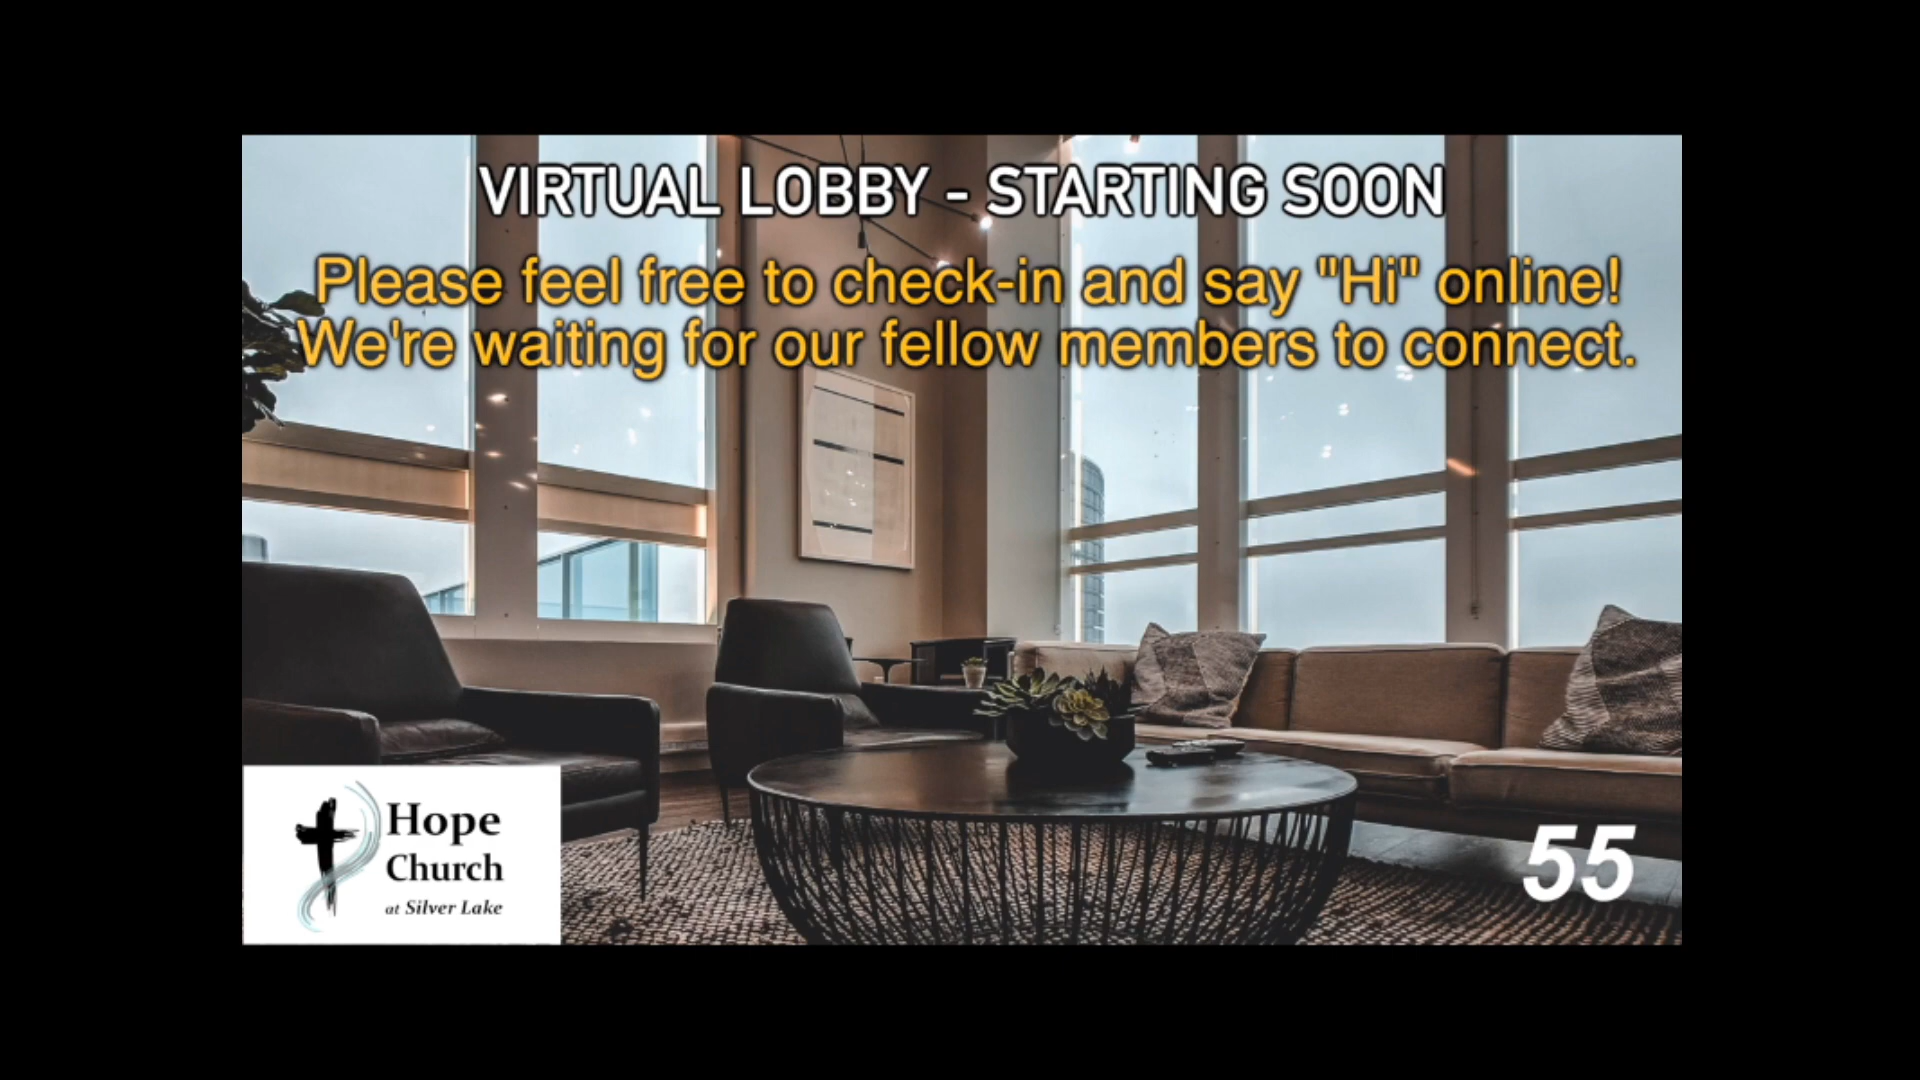 VIRTUAL LOBBY - STARTING SOON
Please feel free to check-in and say "Hi" online!
We're waiting for our fellow members to connect.
Hope
Church
at Silver Lake
55